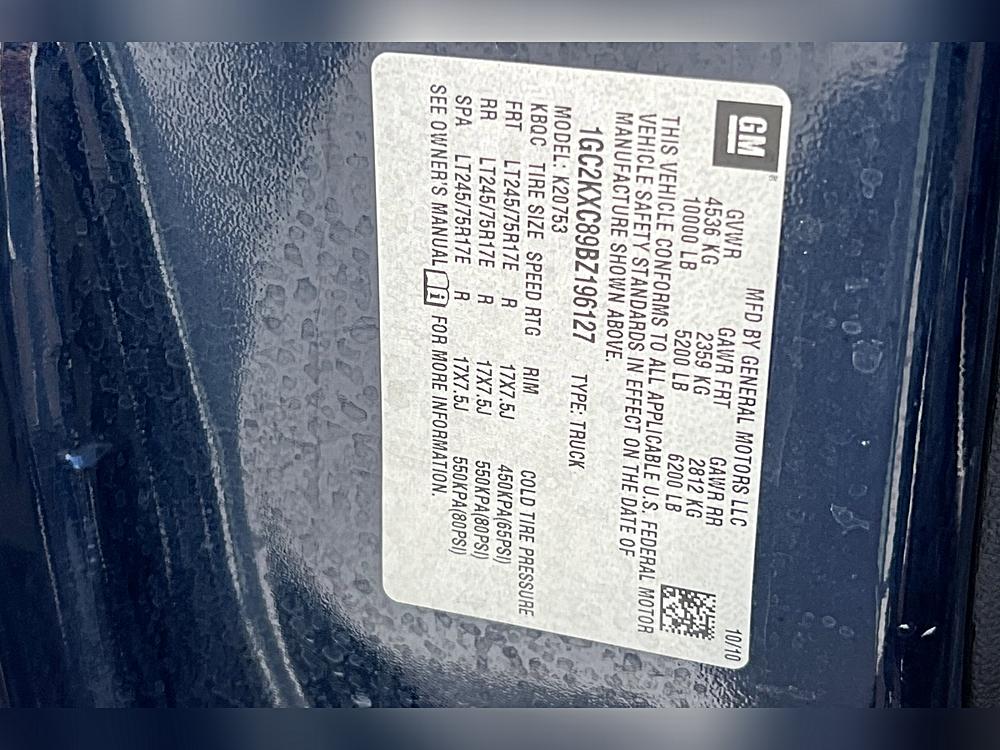 GM ®
MFD BY GENERAL MOTORS LLC 10/10
GVWR GAWR FRT GAWR RR
4536 KG 2359 KG 2812 KG
10000 LB 5200 LB 6200 LB
THIS VEHICLE CONFORMS TO ALL APPLICABLE U.S. FEDERAL MOTOR
VEHICLE SAFETY STANDARDS IN EFFECT ON THE DATE OF
MANUFACTURE SHOWN ABOVE.
1GC2KXC89BZ196127 TYPE: TRUCK
MODEL: K20753
KBQC TIRE SIZE SPEED RTG RIM COLD TIRE PRESSURE
FRT LT245/75R17E R 17X7.5J 450KPA(65PSI)
RR LT245/75R17E R 17X7.5J 550KPA(80PSI)
SPA LT245/75R17E R 17X7.5J 550KPA(80PSI)
SEE OWNER'S MANUAL i FOR MORE INFORMATION.